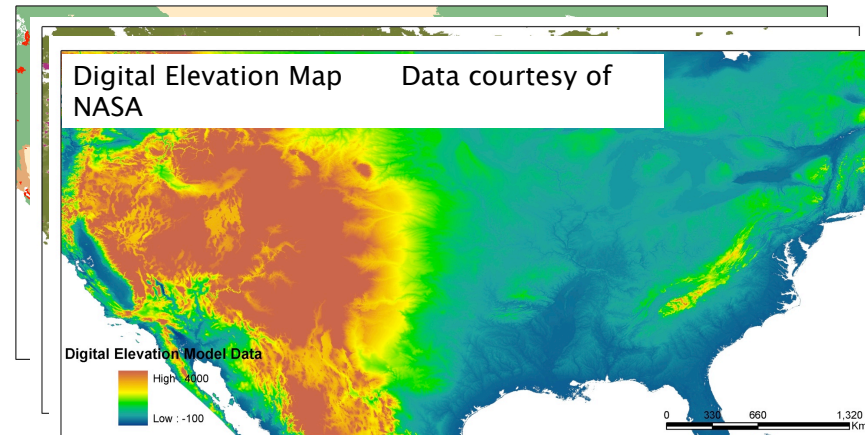 Digital Elevation Map Data courtesy of
NASA
Digital Elevation Model Data
High 4000
Low : -100
0 330 660 1,320
Km